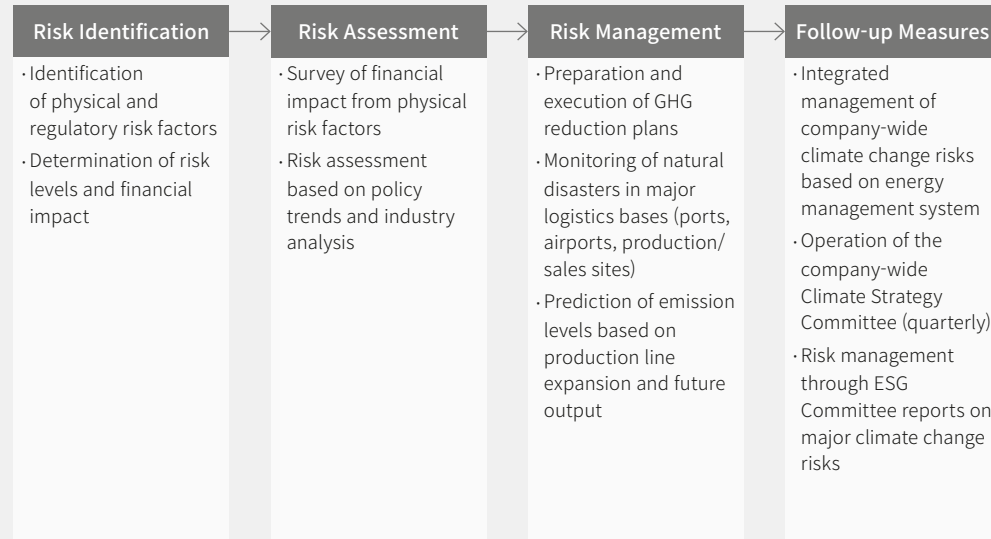 Risk Identification
· Identification
of physical and
regulatory risk factors
· Determination of risk
levels and financial
impact
Risk Assessment
· Survey of financial
impact from physical
risk factors
· Risk assessment
based on policy
trends and industry
analysis
Risk Management
· Preparation and
execution of GHG
reduction plans
· Monitoring of natural
disasters in major
logistics bases (ports,
airports, production/
sales sites)
· Prediction of emission
levels based on
production line
expansion and future
output
Follow-up Measures
· Integrated
management of
company-wide
climate change risks
based on energy
management system
· Operation of the
company-wide
Climate Strategy
Committee (quarterly)
· Risk management
through ESG
Committee reports on
major climate change
risks